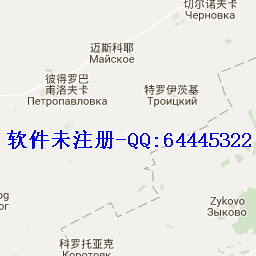 切尔诺夫卡
Черновка
迈斯科耶
Майское
彼得罗巴
甫洛夫卡
Петропавловка
特罗伊茨基
Троицкий
软件未注册-QQ:64445322
Zykovo
Зыково
og
ог
科罗托亚克
Коротояк